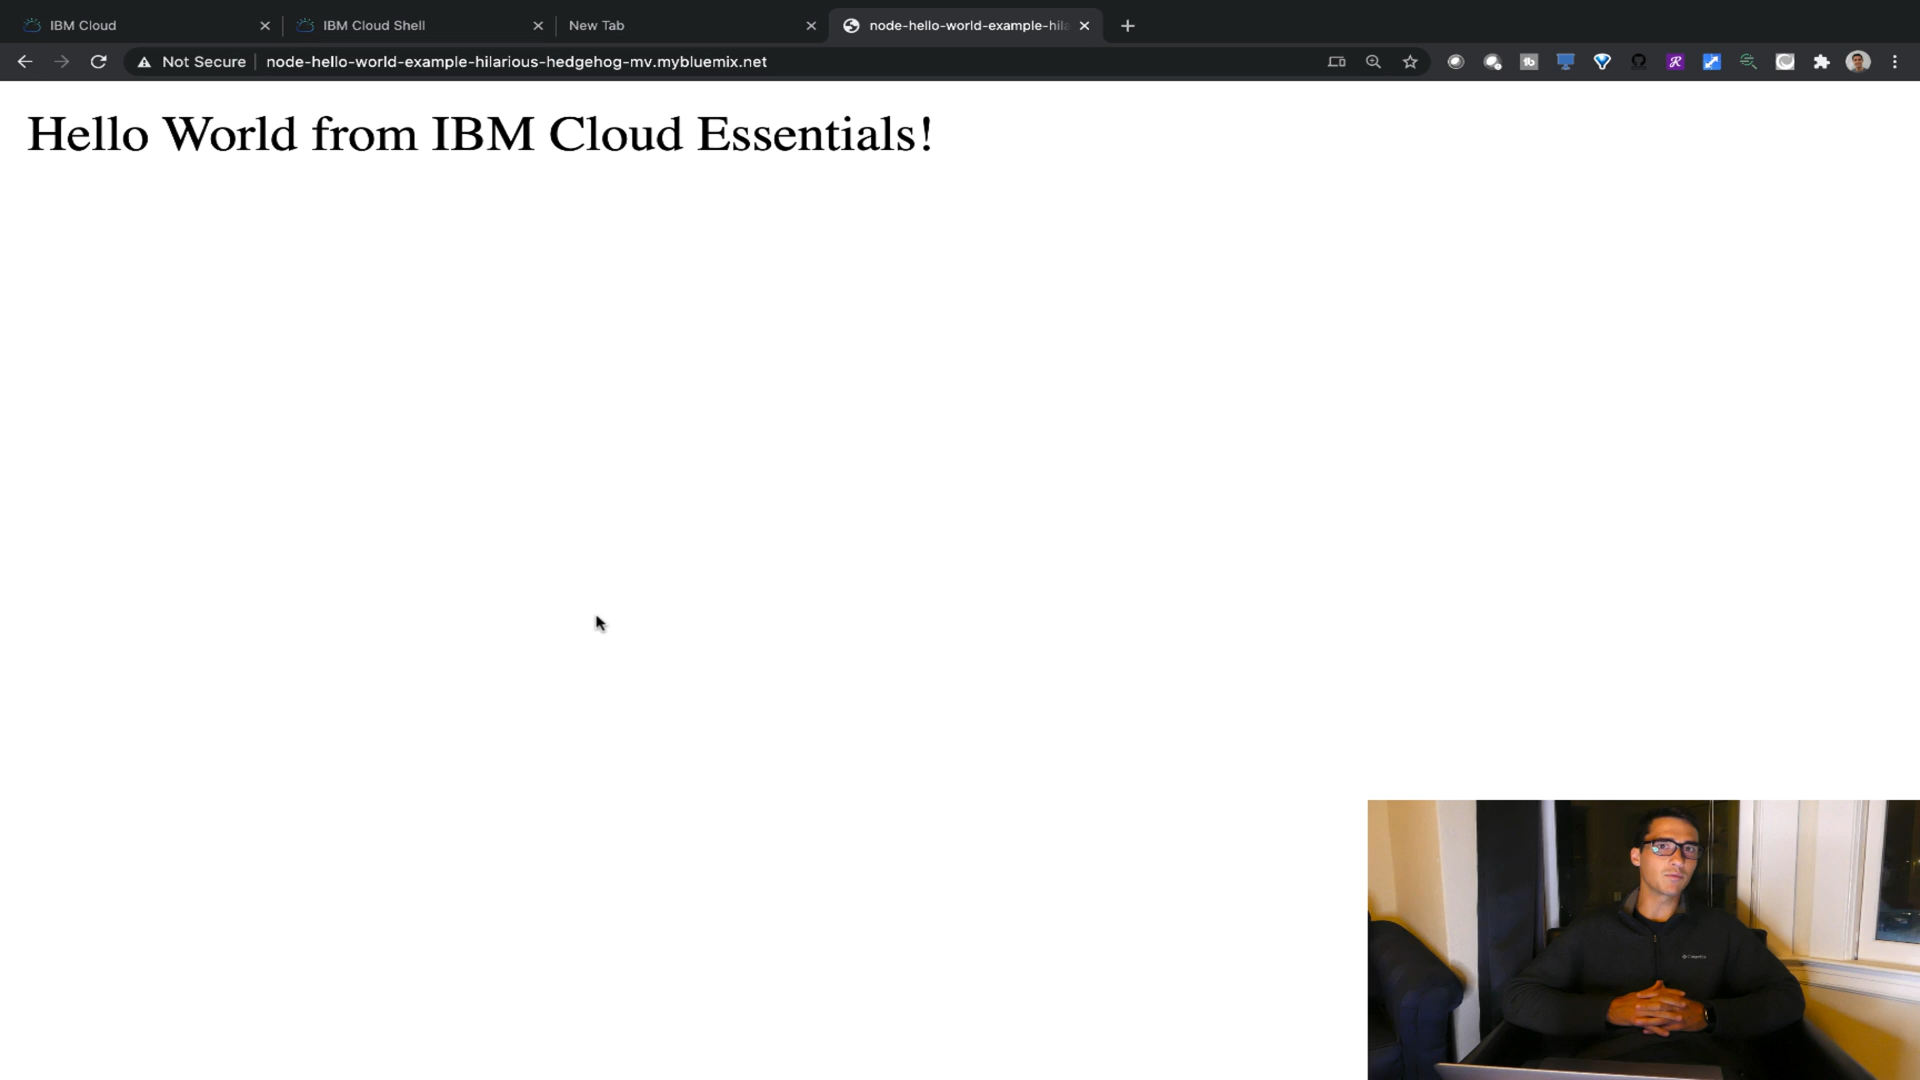 IBM Cloud
IBM Cloud Shell
New Tab
node-hello-world-example-hila
Not Secure
node-hello-world-example-hilarious-hedgehog-mv.mybluemix.net
Hello World from IBM Cloud Essentials!